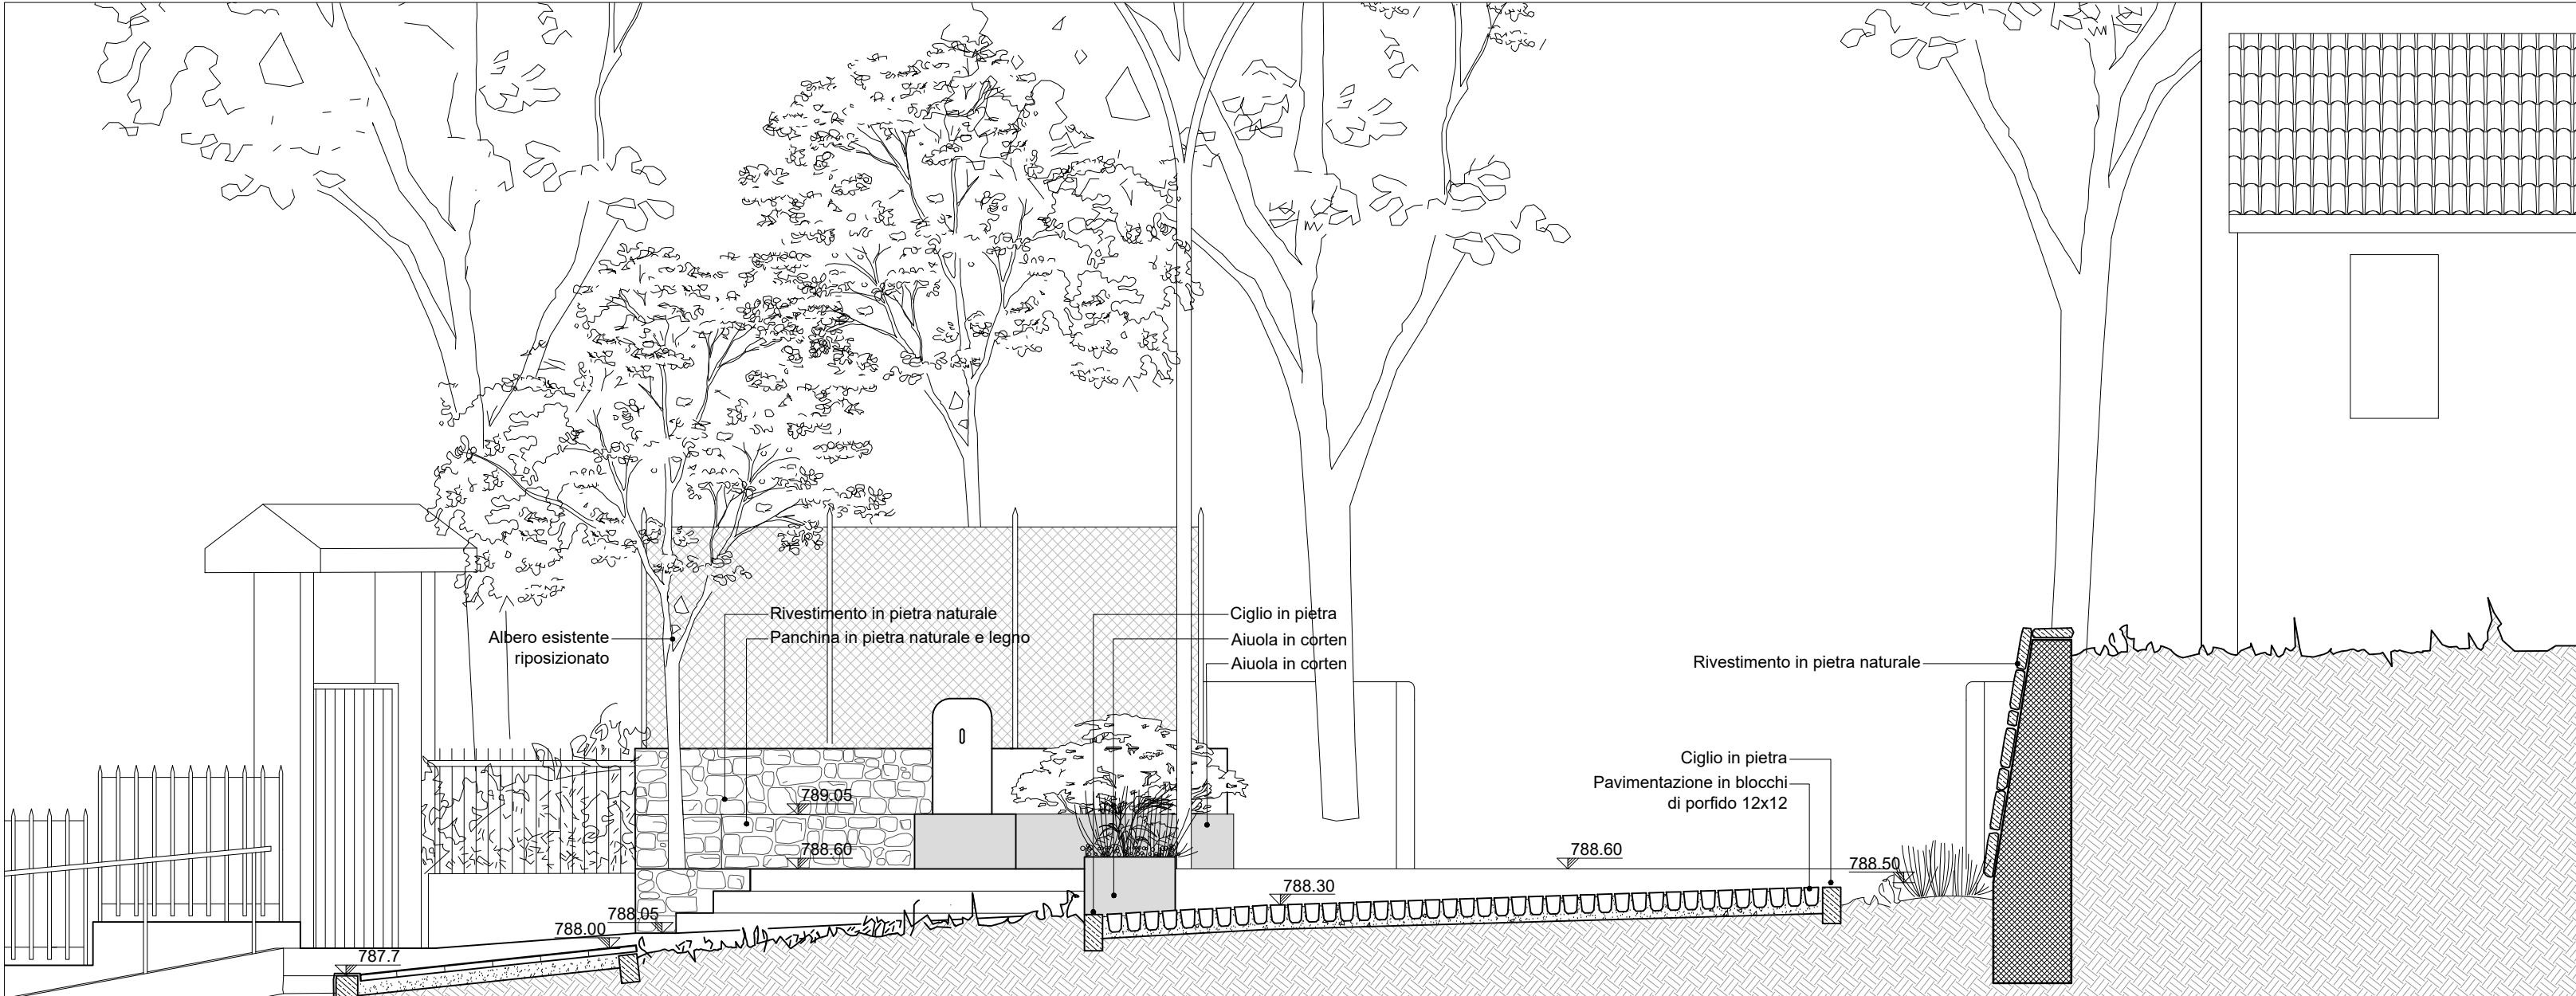 Rivestimento in pietra naturale
Panchina in pietra naturale e legno
Albero esistente
riposizionato
Ciglio in pietra
Aiuola in corten
Aiuola in corten
Rivestimento in pietra naturale
Ciglio in pietra
Pavimentazione in blocchi
di porfido 12x12
789.05
788.60
788.60
788.50
788.30
788.05
788.00
787.7